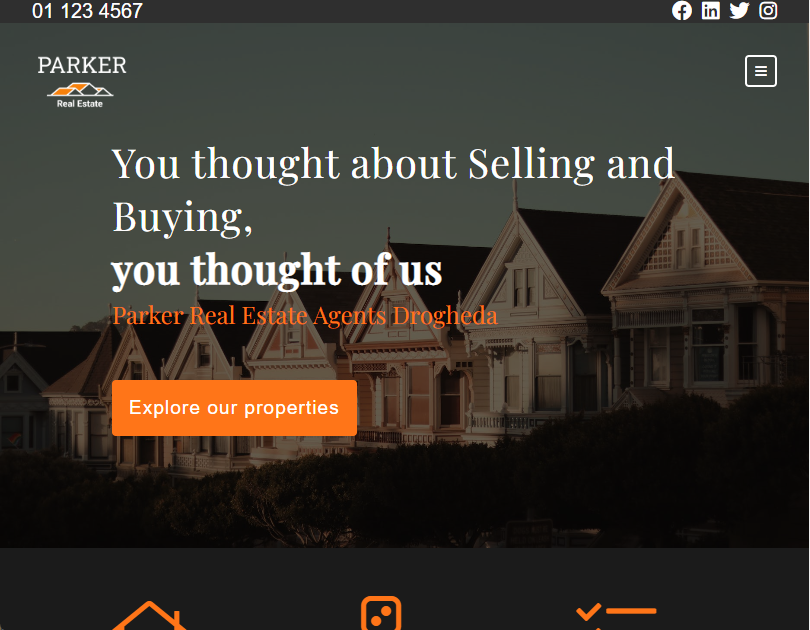 01 123 4567
PARKER
Real Estate
You thought about Selling and
Buying,
you thought of us
Parker Real Estate Agents Drogheda
Explore our properties